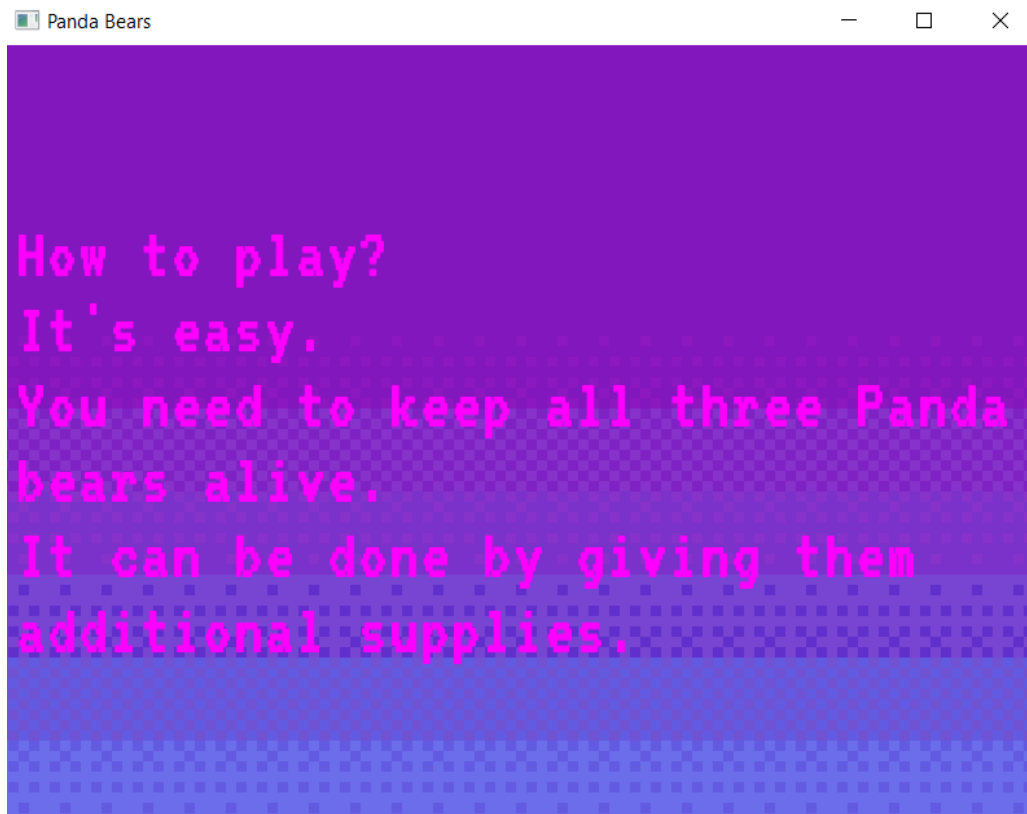 Panda Bears
How to play?
It's easy.
You need to keep all three Panda
bears alive.
It can be done by giving them
additional supplies.